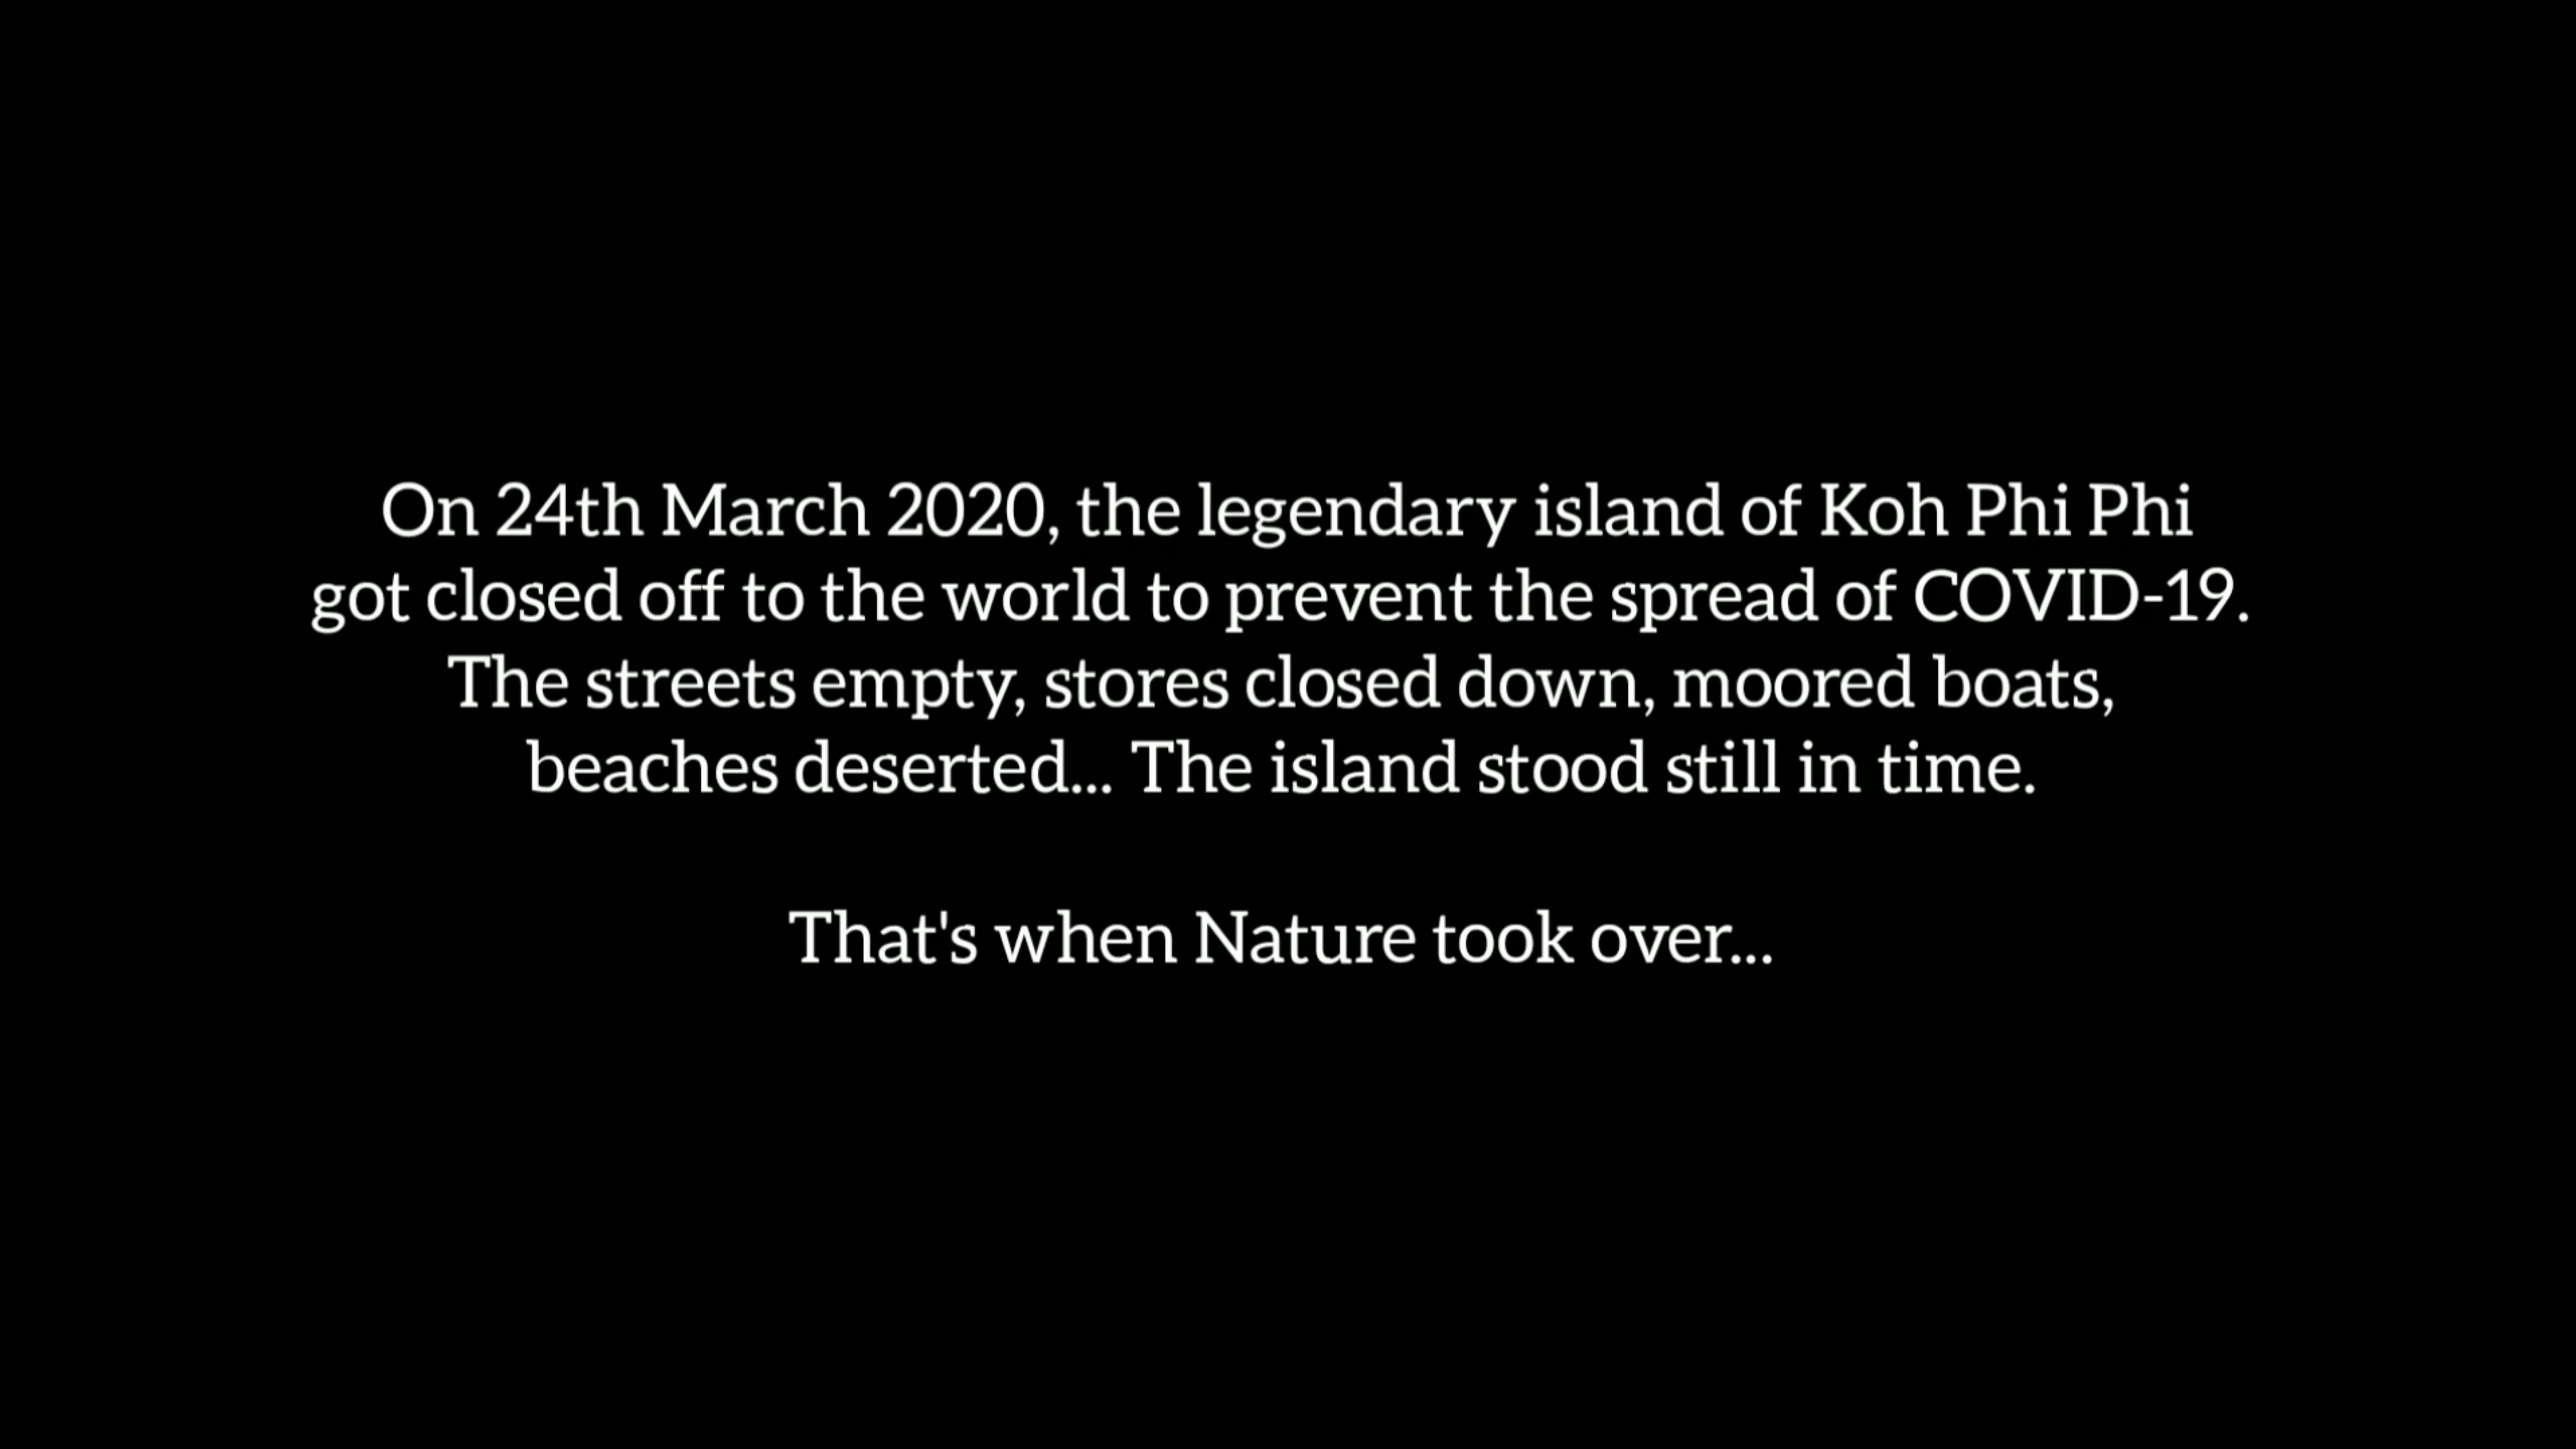 On 24th March 2020, the legendary island of Koh Phi Phi
got closed off to the world to prevent the spread of COVID-19.
The streets empty, stores closed down, moored boats,
beaches deserted... The island stood still in time.
That's when Nature took over...